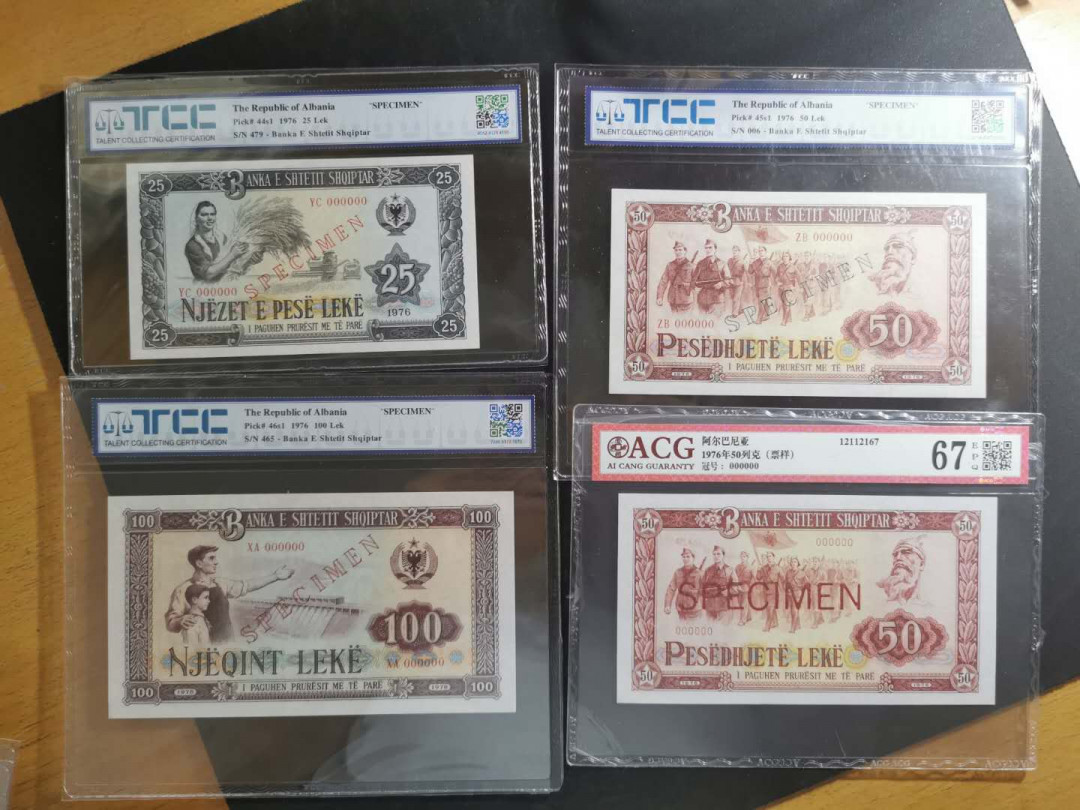 TCC
TALENT COLLECTING CERTIFICATION
The Republic of Albania "SPECIMEN"
Pick# 44s1 1976 25 Lek
S/N 479 - Banka E Shtetit Shqiptar
25 BANKA E SHTETIT SHQIPTAR 25
YC 000000
SPECIMEN
25
YC 000000
NJËZET E PESË LEKË
1976
25 I PAGUHEN PRURËSIT ME TË PARË 25
TCC
TALENT COLLECTING CERTIFICATION
The Republic of Albania "SPECIMEN"
Pick# 45s1 1976 50 Lek
S/N 006 - Banka E Shtetit Shqiptar
50 BANKA E SHTETIT SHQIPTAR 50
ZB 000000
SPECIMEN
ZB 000000
50
PESËDHJETË LEKË
50 1976 I PAGUHEN PRURËSIT ME TË PARË 1976 50
TCC
TALENT COLLECTING CERTIFICATION
The Republic of Albania "SPECIMEN"
Pick# 46s1 1976 100 Lek
S/N 465 - Banka E Shtetit Shqiptar
100 BANKA E SHTETIT SHQIPTAR 100
XA 000000
SPECIMEN
100
NJËQINT LEKË
XA 000000
100 1976 I PAGUHEN PRURËSIT ME TË PARË 1976 100
ACG
AI CANG GUARANTY
阿尔巴尼亚 12112167
1976年50列克（票样）
冠号：000000
67 EPQ
50 BANKA E SHTETIT SHQIPTAR 50
000000
SPECIMEN
000000
50
PESËDHJETË LEKË
50 1976 I PAGUHEN PRURËSIT ME TË PARË 1976 50